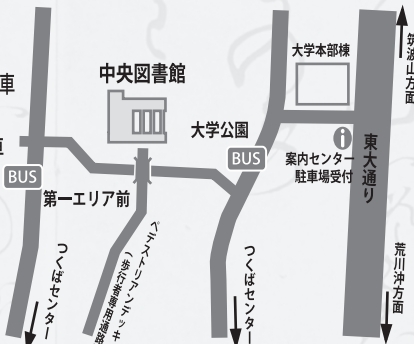 筑波山方面
大学本部棟
中央図書館
車
大学公園
BUS
案内センター
駐車場受付
東大通り
BUS
第一エリア前
ペデストリアンデッキ
（歩行者専用通路
つくばセンター
つくばセンター
荒川沖方面